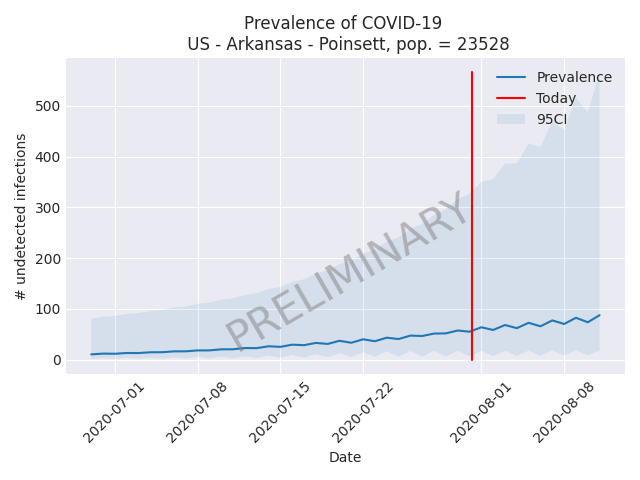 Prevalence of COVID-19
US - Arkansas - Poinsett, pop. = 23528
Prevalence
Today
95CI
500
400
300
200
100
0
# undetected infections
PRELIMINARY
2020-07-01
2020-07-08
2020-07-15
2020-07-22
2020-08-01
2020-08-08
Date